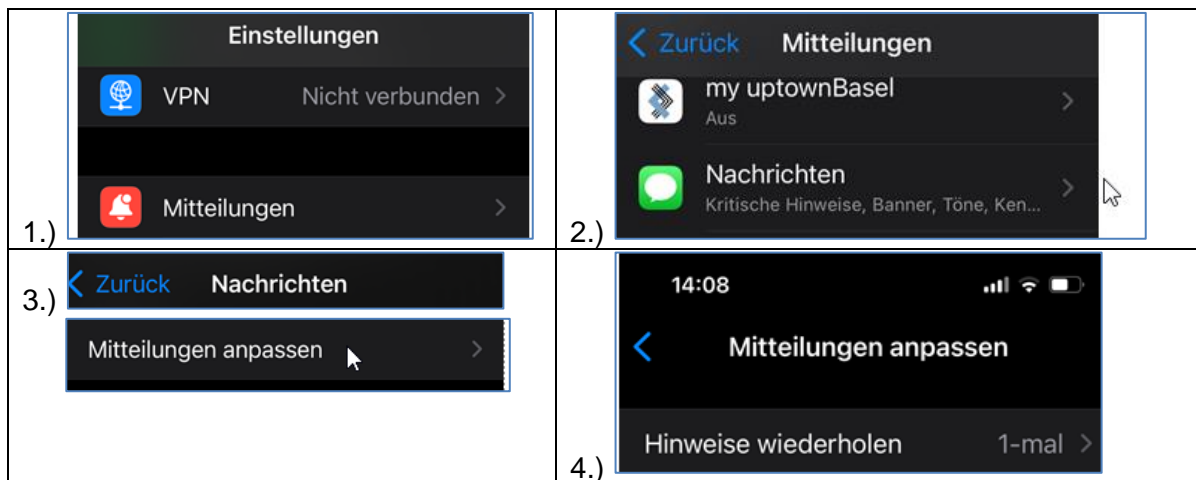 Einstellungen
VPN Nicht verbunden >
Mitteilungen >
1.)
< Zurück Mitteilungen
my uptownBasel >
Aus
Nachrichten >
Kritische Hinweise, Banner, Töne, Ken...
2.)
3.)
< Zurück Nachrichten
Mitteilungen anpassen >
14:08
< Mitteilungen anpassen
Hinweise wiederholen 1-mal >
4.)